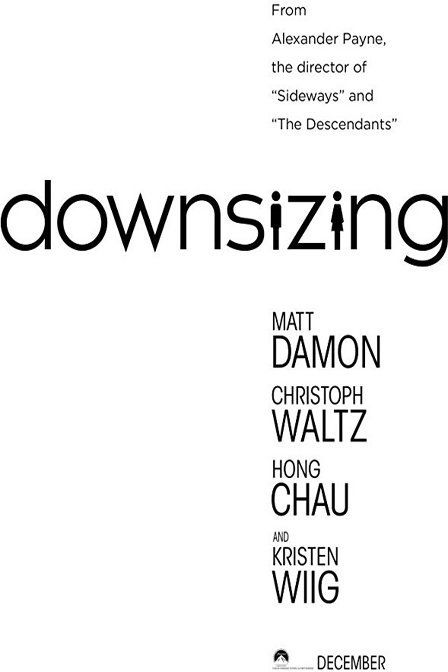 From
Alexander Payne,
the director of
“Sideways” and
“The Descendants”
downsizing
MATT
DAMON
CHRISTOPH
WALTZ
HONG
CHAU
AND
KRISTEN
WIIG
DECEMBER